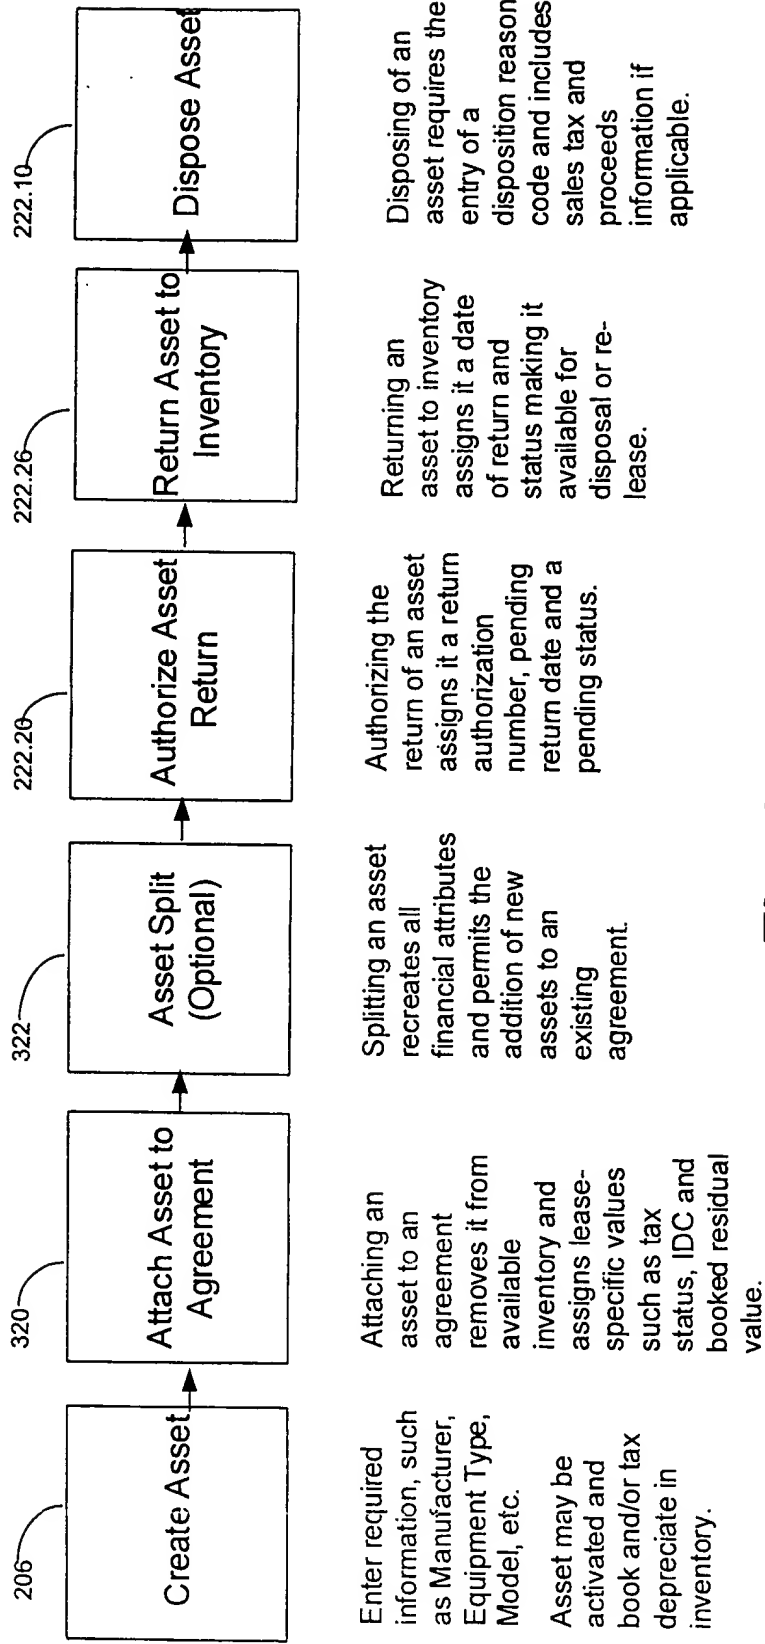 206
Create Asset
Enter required
information, such
as Manufacturer,
Equipment Type,
Model, etc.
Asset may be
activated and
book and/or tax
depreciate in
inventory.
320
Attach Asset to
Agreement
Attaching an
asset to an
agreement
removes it from
available
inventory and
assigns lease-
specific values
such as tax
status, IDC and
booked residual
value.
322
Asset Split
(Optional)
Splitting an asset
recreates all
financial attributes
and permits the
addition of new
assets to an
existing
agreement.
222.20
Authorize Asset
Return
Authorizing the
return of an asset
assigns it a return
authorization
number, pending
return date and a
pending status.
222.26
Return Asset to
Inventory
Returning an
asset to inventory
assigns it a date
of return and
status making it
available for
disposal or re-
lease.
222.10
Dispose Asset
Disposing of an
asset requires the
entry of a
disposition reason
code and includes
sales tax and
proceeds
information if
applicable.